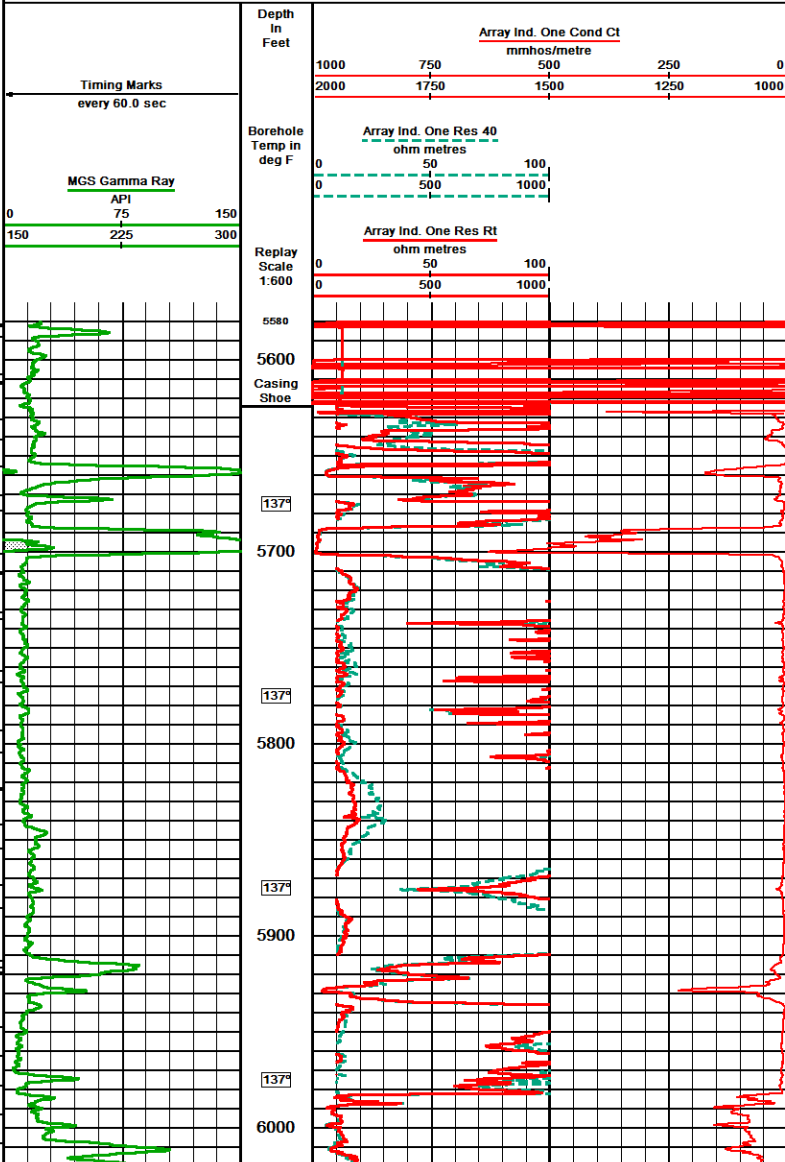 Depth
In
Feet
Array Ind. One Cond Ct
mmhos/metre
1000 750 500 250 0
2000 1750 1500 1250 1000
Timing Marks
every 60.0 sec
Borehole
Temp in
deg F
Array Ind. One Res 40
ohm metres
0 50 100
0 500 1000
MGS Gamma Ray
API
0 75 150
150 225 300
Array Ind. One Res Rt
ohm metres
0 50 100
0 500 1000
Replay
Scale
1:600
5580
5600
Casing
Shoe
137°
5700
137°
5800
137°
5900
137°
6000